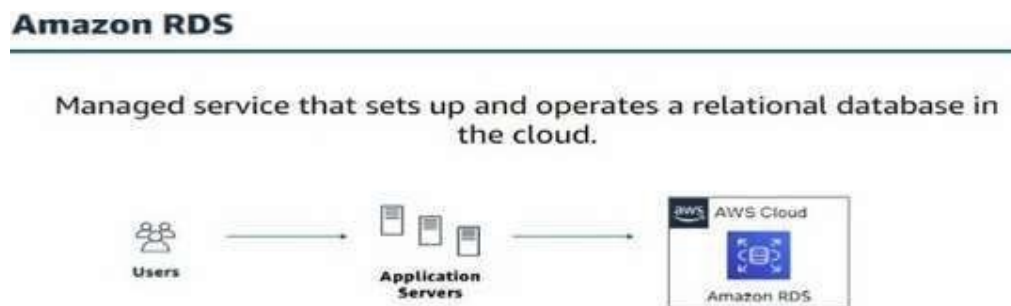 Amazon RDS
Managed service that sets up and operates a relational database in
the cloud.
aws
AWS Cloud
Users
Application
Servers
Amazon RDS